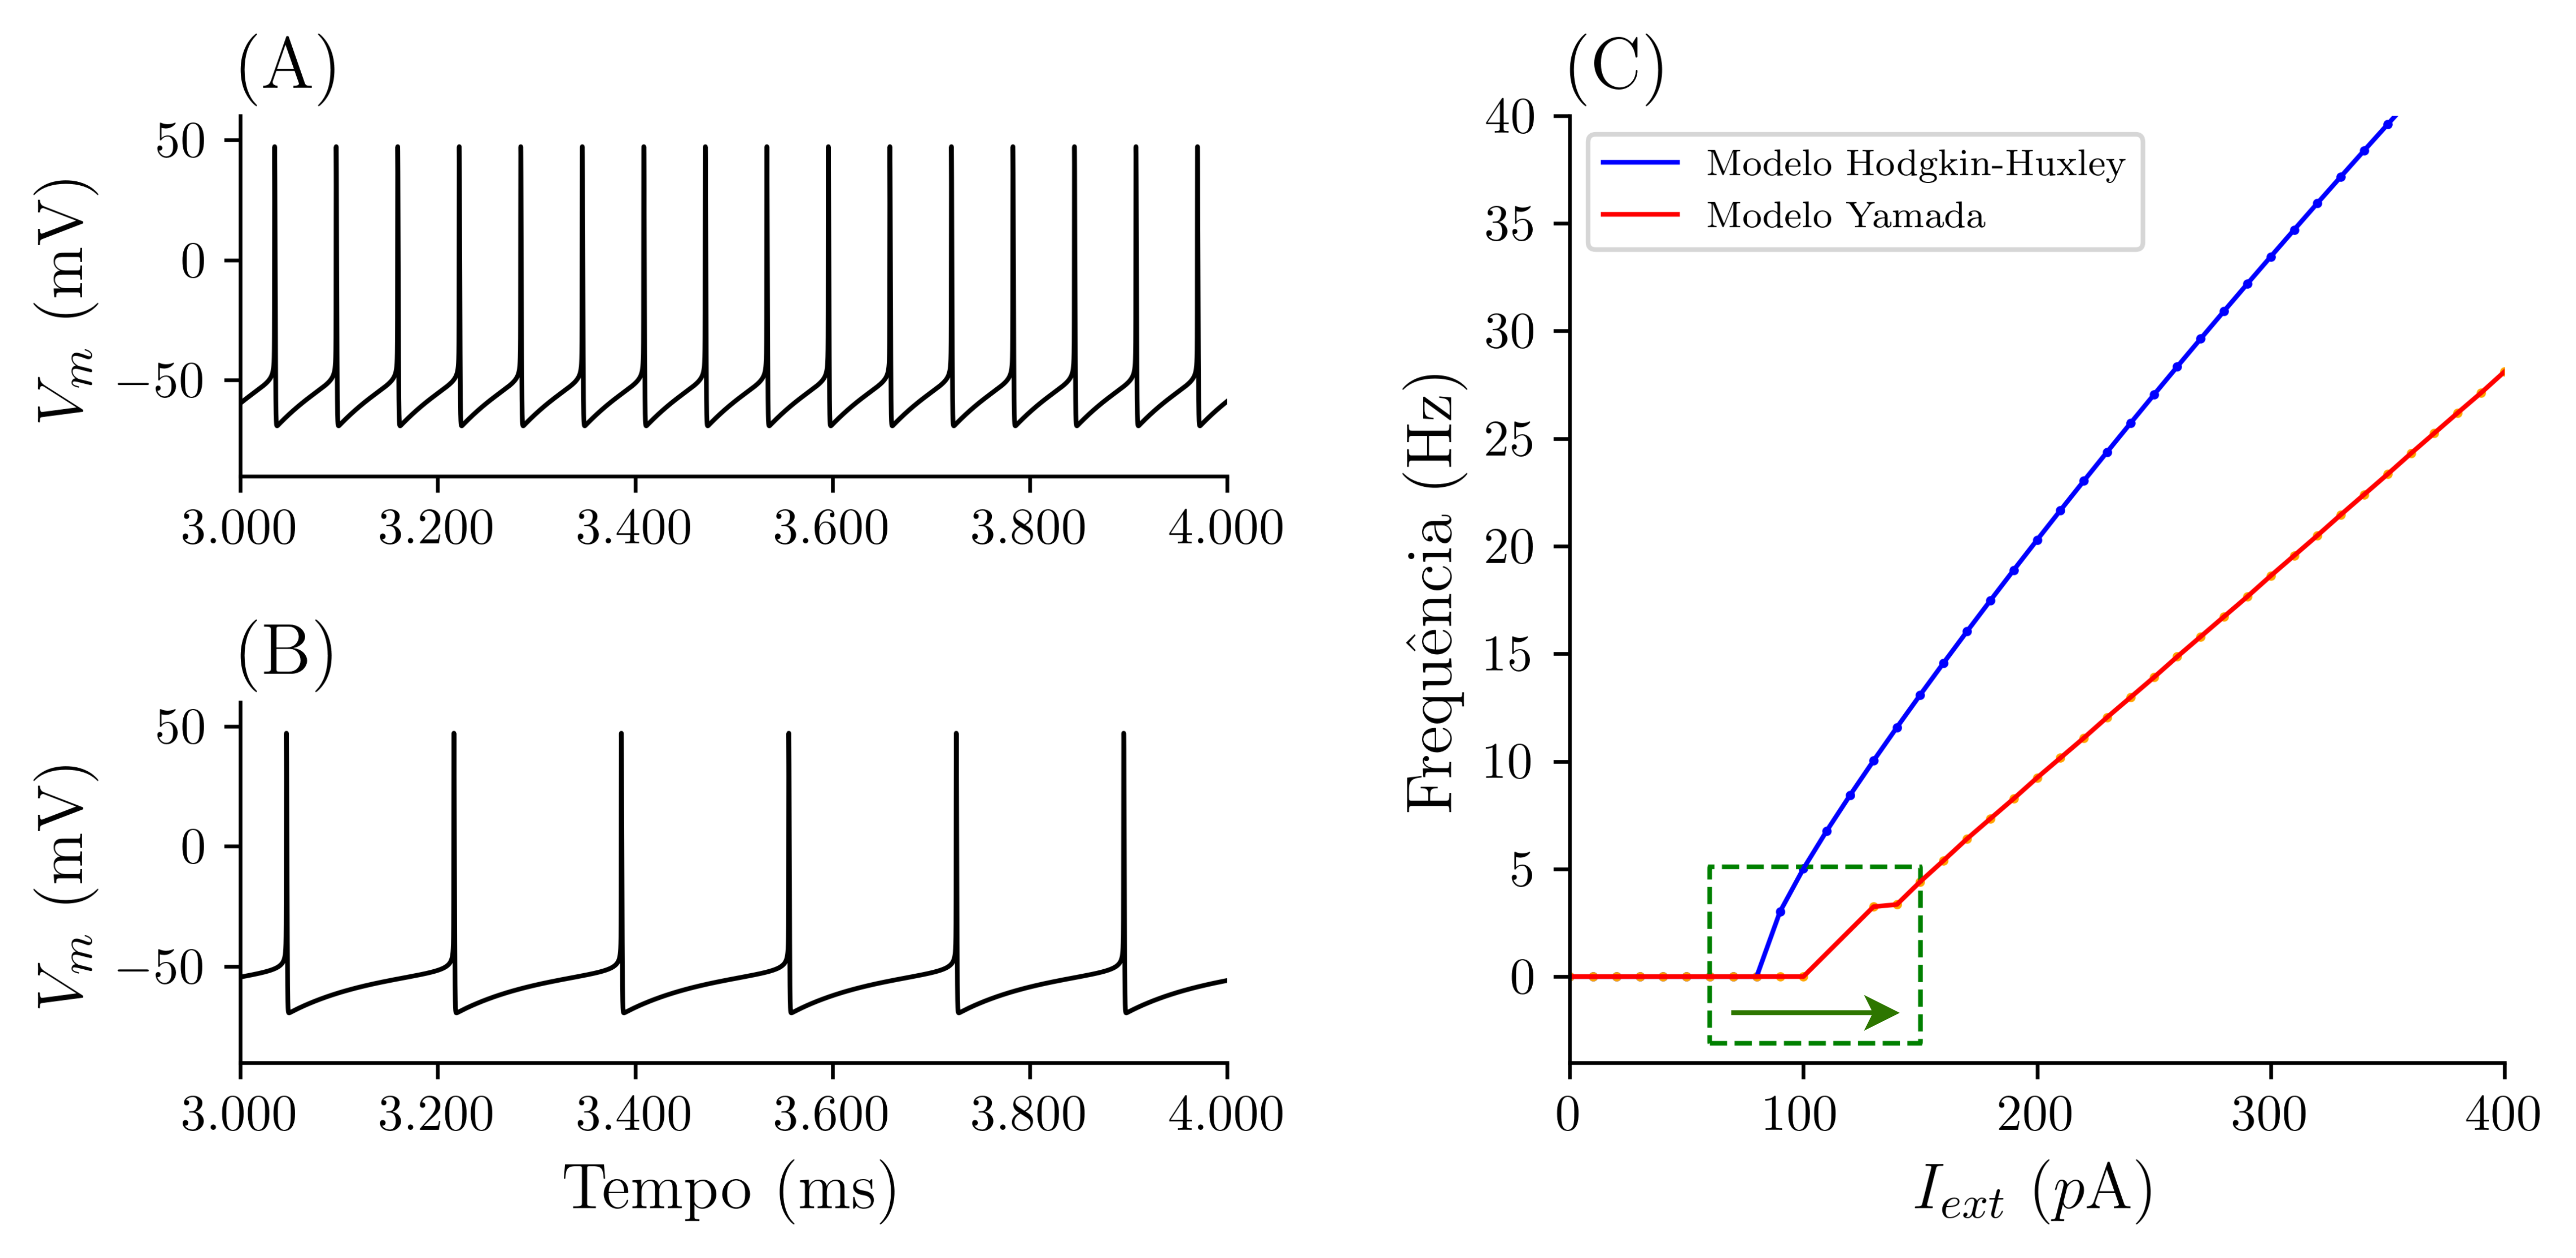 (A)
50
0
−50
V_m (mV)
3.000 3.200 3.400 3.600 3.800 4.000
(B)
50
0
−50
V_m (mV)
3.000 3.200 3.400 3.600 3.800 4.000
Tempo (ms)
(C)
40
35
30
25
20
15
10
5
0
Frequência (Hz)
Modelo Hodgkin-Huxley
Modelo Yamada
0 100 200 300 400
I_ext (pA)